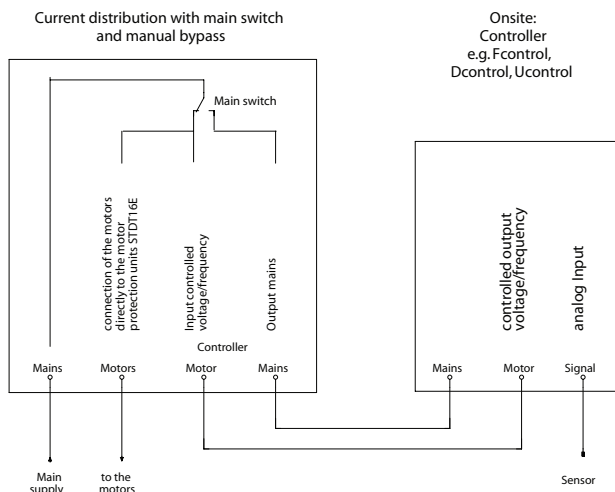 Current distribution with main switch
and manual bypass
Onsite:
Controller
e.g. Fcontrol,
Dcontrol, Ucontrol
Main switch
connection of the motors
directly to the motor
protection units STDT16E
Input controlled
voltage/frequency
Output mains
controlled output
voltage/frequency
analog Input
Controller
Mains
Motors
Motor
Mains
Mains
Motor
Signal
Main
supply
to the
motors
Sensor